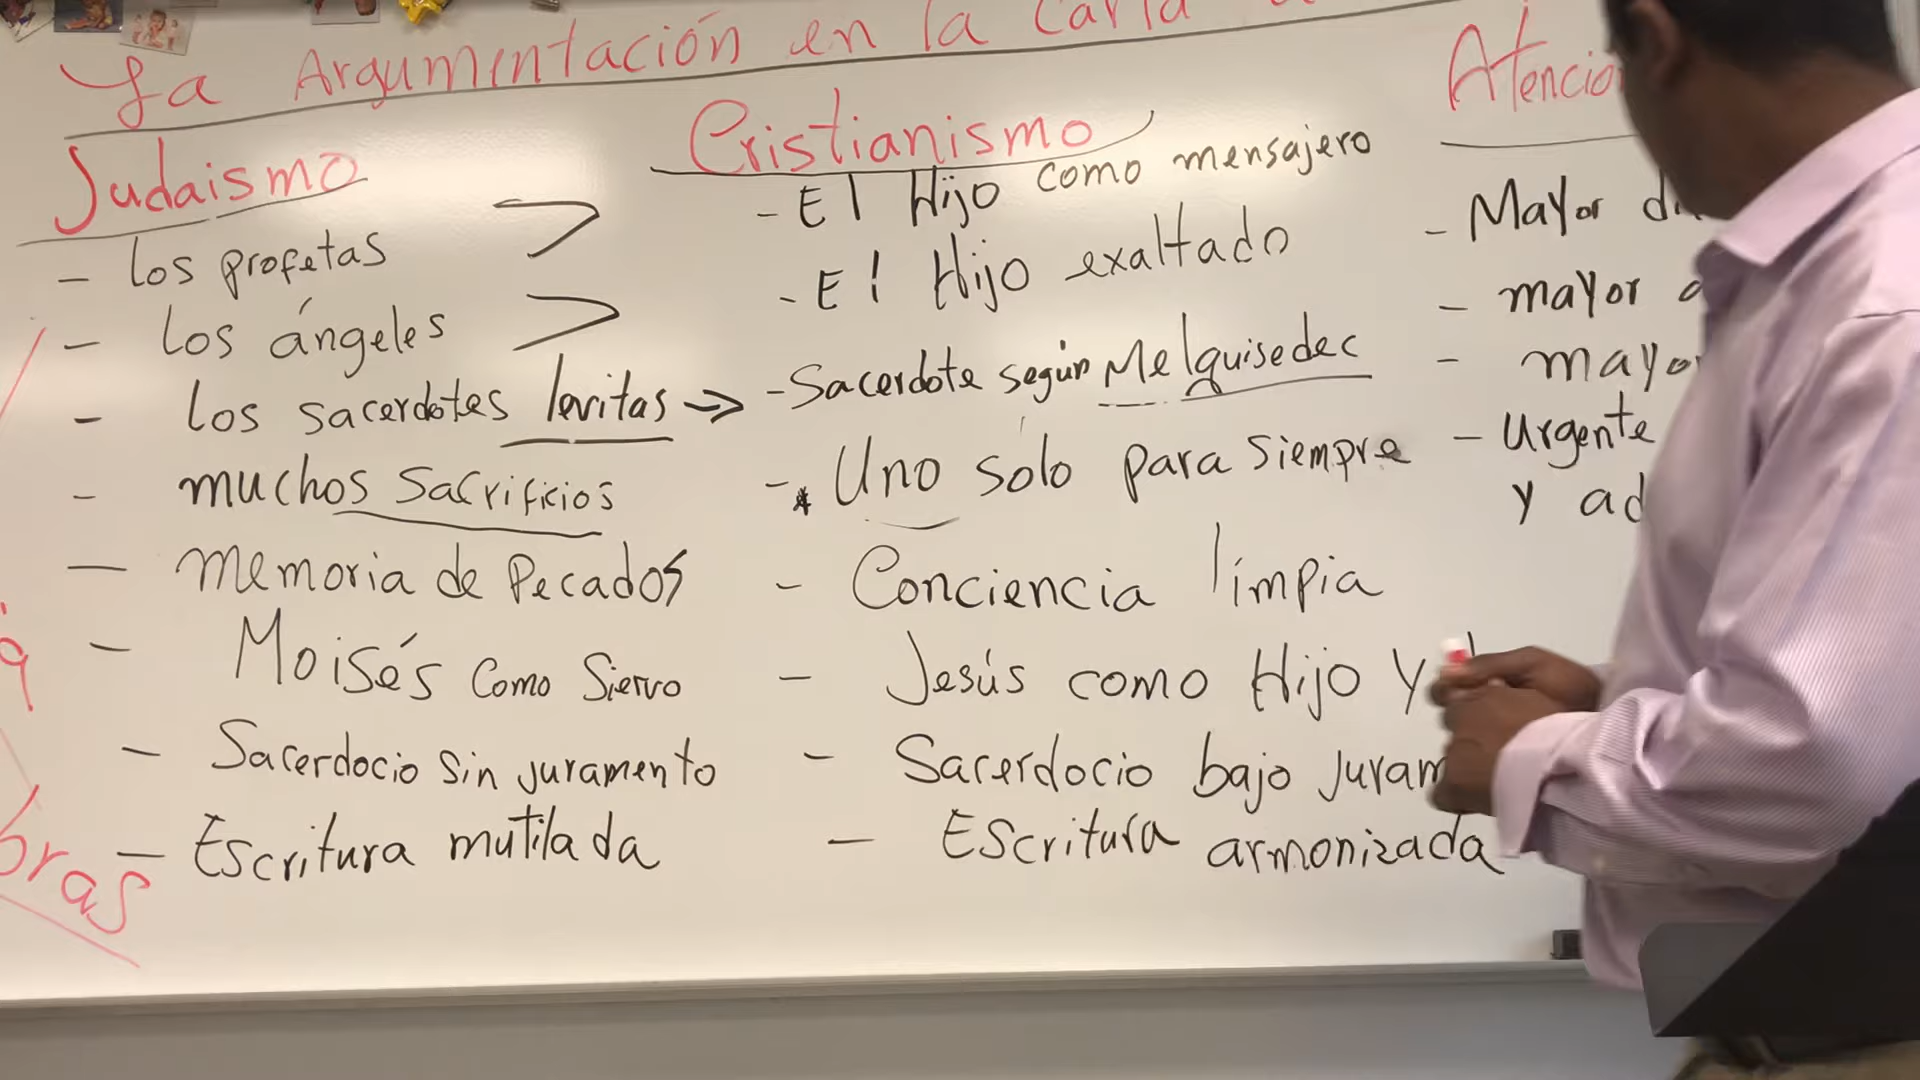 La Argumentación en la Carta
Judaismo
- los profetas
- los ángeles
- los sacerdotes levitas →
- muchos sacrificios
- Memoria de Pecados
- Moisés como Siervo
- Sacerdocio sin juramento
- Escritura mutilada
Cristianismo
- El Hijo como mensajero
- El Hijo exaltado
- Sacerdote según Melquisedec
- Uno solo para siempre
- Conciencia limpia
- Jesús como Hijo y
- Sacerdocio bajo juram
- Escritura armonizada
Atencio
- Mayor di
- mayor
- mayor
- Urgente
y ad
bras